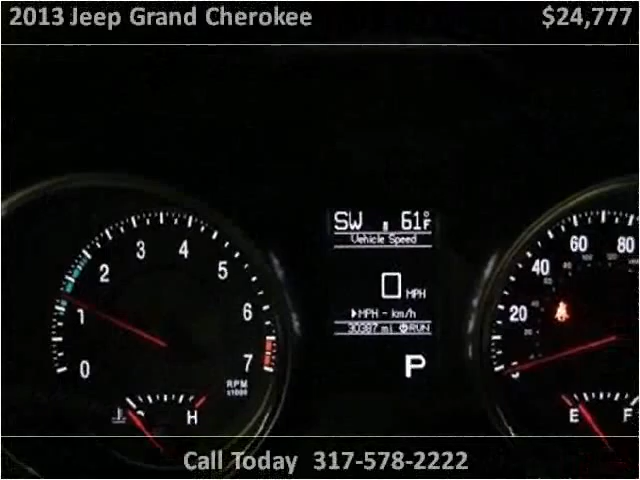 2013 Jeep Grand Cherokee $24,777
SW 61°F
Vehicle Speed
0 MPH
MPH - km/h
30387 mi RUN
P
0 1 2 3 4 5 6 7
RPM
x1000
H
0 20 40 60 80
E F
Call Today 317-578-2222